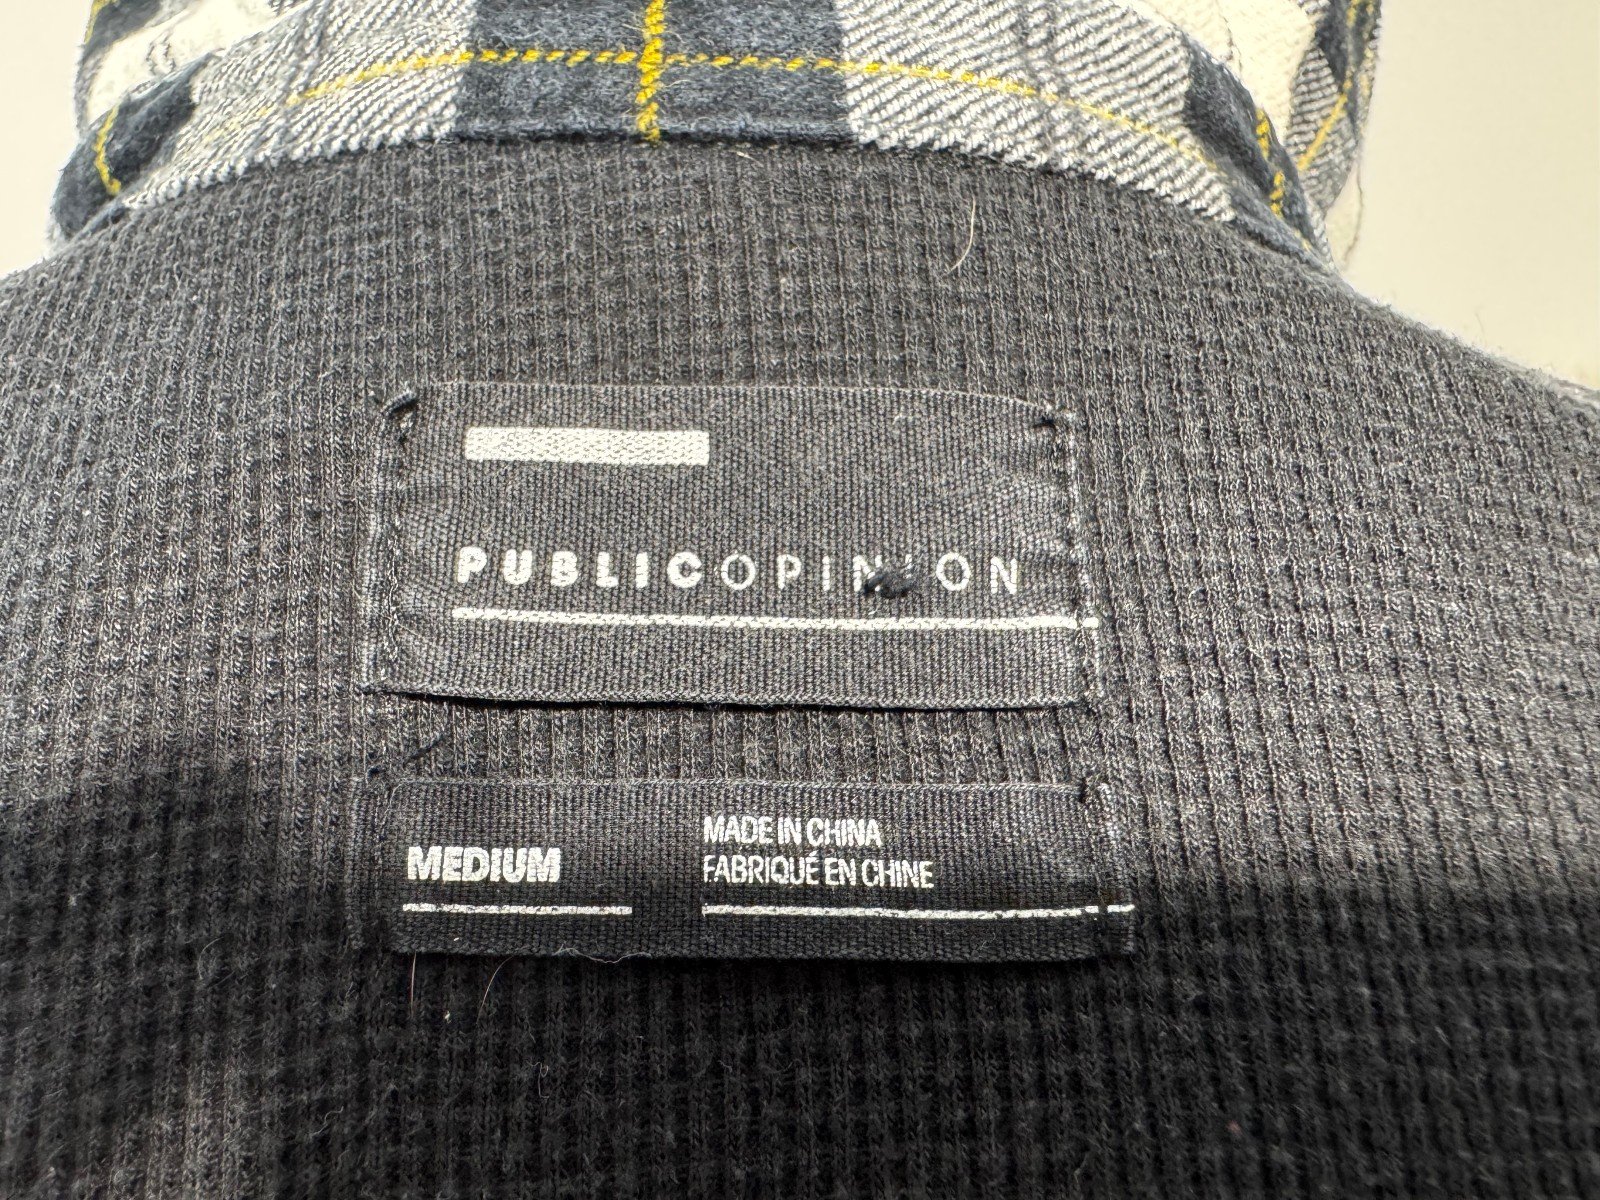 PUBLICOPINION
MEDIUM
MADE IN CHINA
FABRIQUÉ EN CHINE